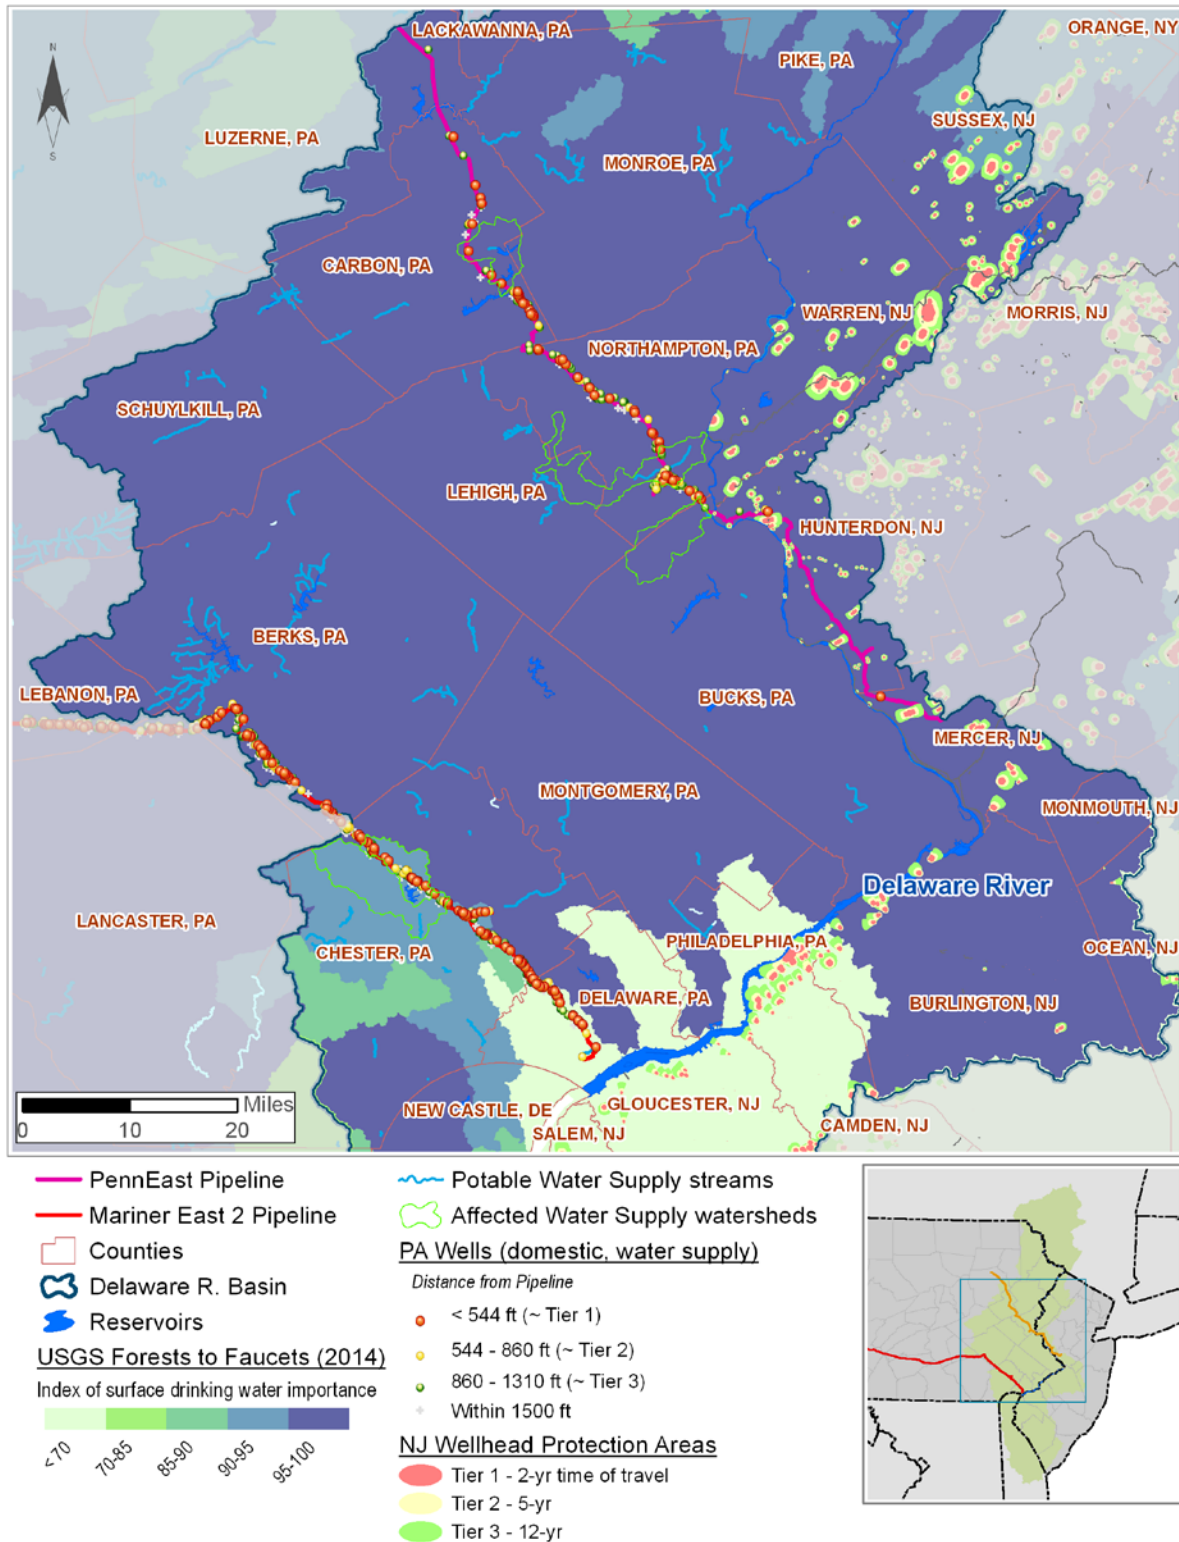 LACKAWANNA, PA
ORANGE, NY
N
PIKE, PA
SUSSEX, NJ
LUZERNE, PA
S
MONROE, PA
CARBON, PA
WARREN, NJ
MORRIS, NJ
NORTHAMPTON, PA
SCHUYLKILL, PA
LEHIGH, PA
HUNTERDON, NJ
BERKS, PA
LEBANON, PA
BUCKS, PA
MERCER, NJ
MONTGOMERY, PA
MONMOUTH, NJ
Delaware River
LANCASTER, PA
PHILADELPHIA, PA
OCEAN, NJ
CHESTER, PA
DELAWARE, PA
BURLINGTON, NJ
Miles
0 10 20
NEW CASTLE, DE
GLOUCESTER, NJ
SALEM, NJ
CAMDEN, NJ
PennEast Pipeline
Mariner East 2 Pipeline
Counties
Delaware R. Basin
Reservoirs
USGS Forests to Faucets (2014)
Index of surface drinking water importance
<70
70-85
85-90
90-95
95-100
Potable Water Supply streams
Affected Water Supply watersheds
PA Wells (domestic, water supply)
Distance from Pipeline
< 544 ft (~ Tier 1)
544 - 860 ft (~ Tier 2)
860 - 1310 ft (~ Tier 3)
Within 1500 ft
NJ Wellhead Protection Areas
Tier 1 - 2-yr time of travel
Tier 2 - 5-yr
Tier 3 - 12-yr